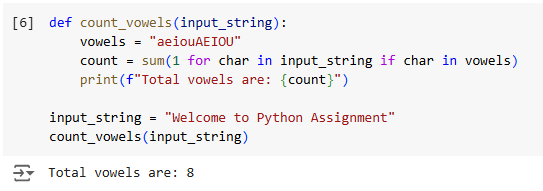 [6] def count_vowels(input_string):
        vowels = "aeiouAEIOU"
        count = sum(1 for char in input_string if char in vowels)
        print(f"Total vowels are: {count}")

    input_string = "Welcome to Python Assignment"
    count_vowels(input_string)

Total vowels are: 8